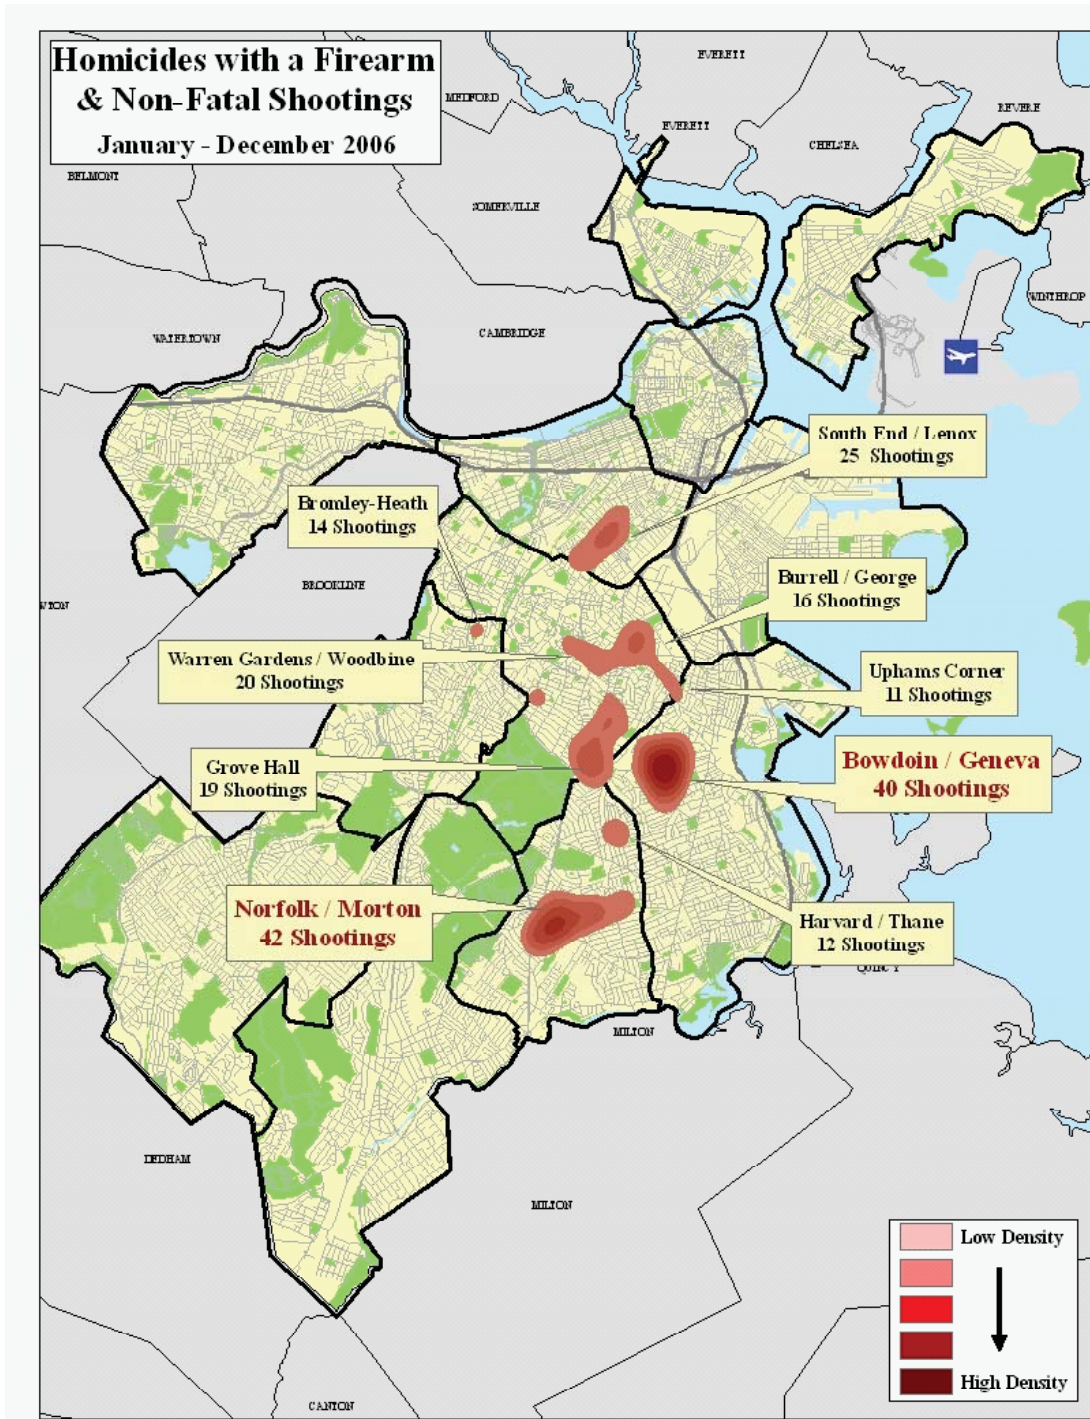 Homicides with a Firearm
& Non-Fatal Shootings
January - December 2006
EVERETT
MEDFORD
REVERE
EVERETT
CHELSEA
BELMONT
SOMERVILLE
WINTHROP
WATERTOWN
CAMBRIDGE
South End / Lenox
25 Shootings
Bromley-Heath
14 Shootings
BROOKLINE
Burrell / George
16 Shootings
WTON
Warren Gardens / Woodbine
20 Shootings
Uphams Corner
11 Shootings
Grove Hall
19 Shootings
Bowdoin / Geneva
40 Shootings
Norfolk / Morton
42 Shootings
Harvard / Thane
12 Shootings
QUINCY
MILTON
DEDHAM
MILTON
Low Density
High Density
CANTON